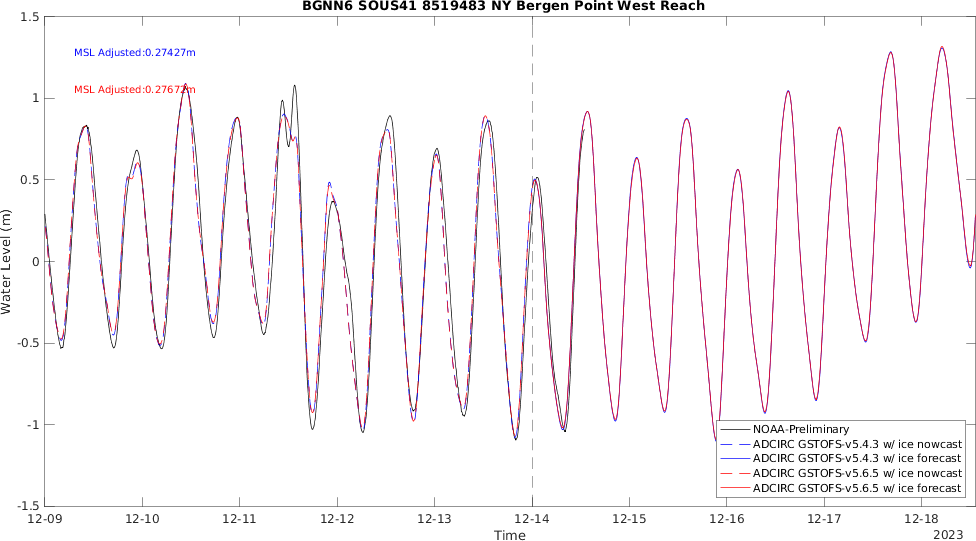 BGNN6 SOUS41 8519483 NY Bergen Point West Reach
1.5
MSL Adjusted:0.27427m
1
MSL Adjusted:0.27672m
0.5
0
-0.5
-1
-1.5
Water Level (m)
NOAA-Preliminary
ADCIRC GSTOFS-v5.4.3 w/ ice nowcast
ADCIRC GSTOFS-v5.4.3 w/ ice forecast
ADCIRC GSTOFS-v5.6.5 w/ ice nowcast
ADCIRC GSTOFS-v5.6.5 w/ ice forecast
12-09 12-10 12-11 12-12 12-13 12-14 12-15 12-16 12-17 12-18
Time
2023